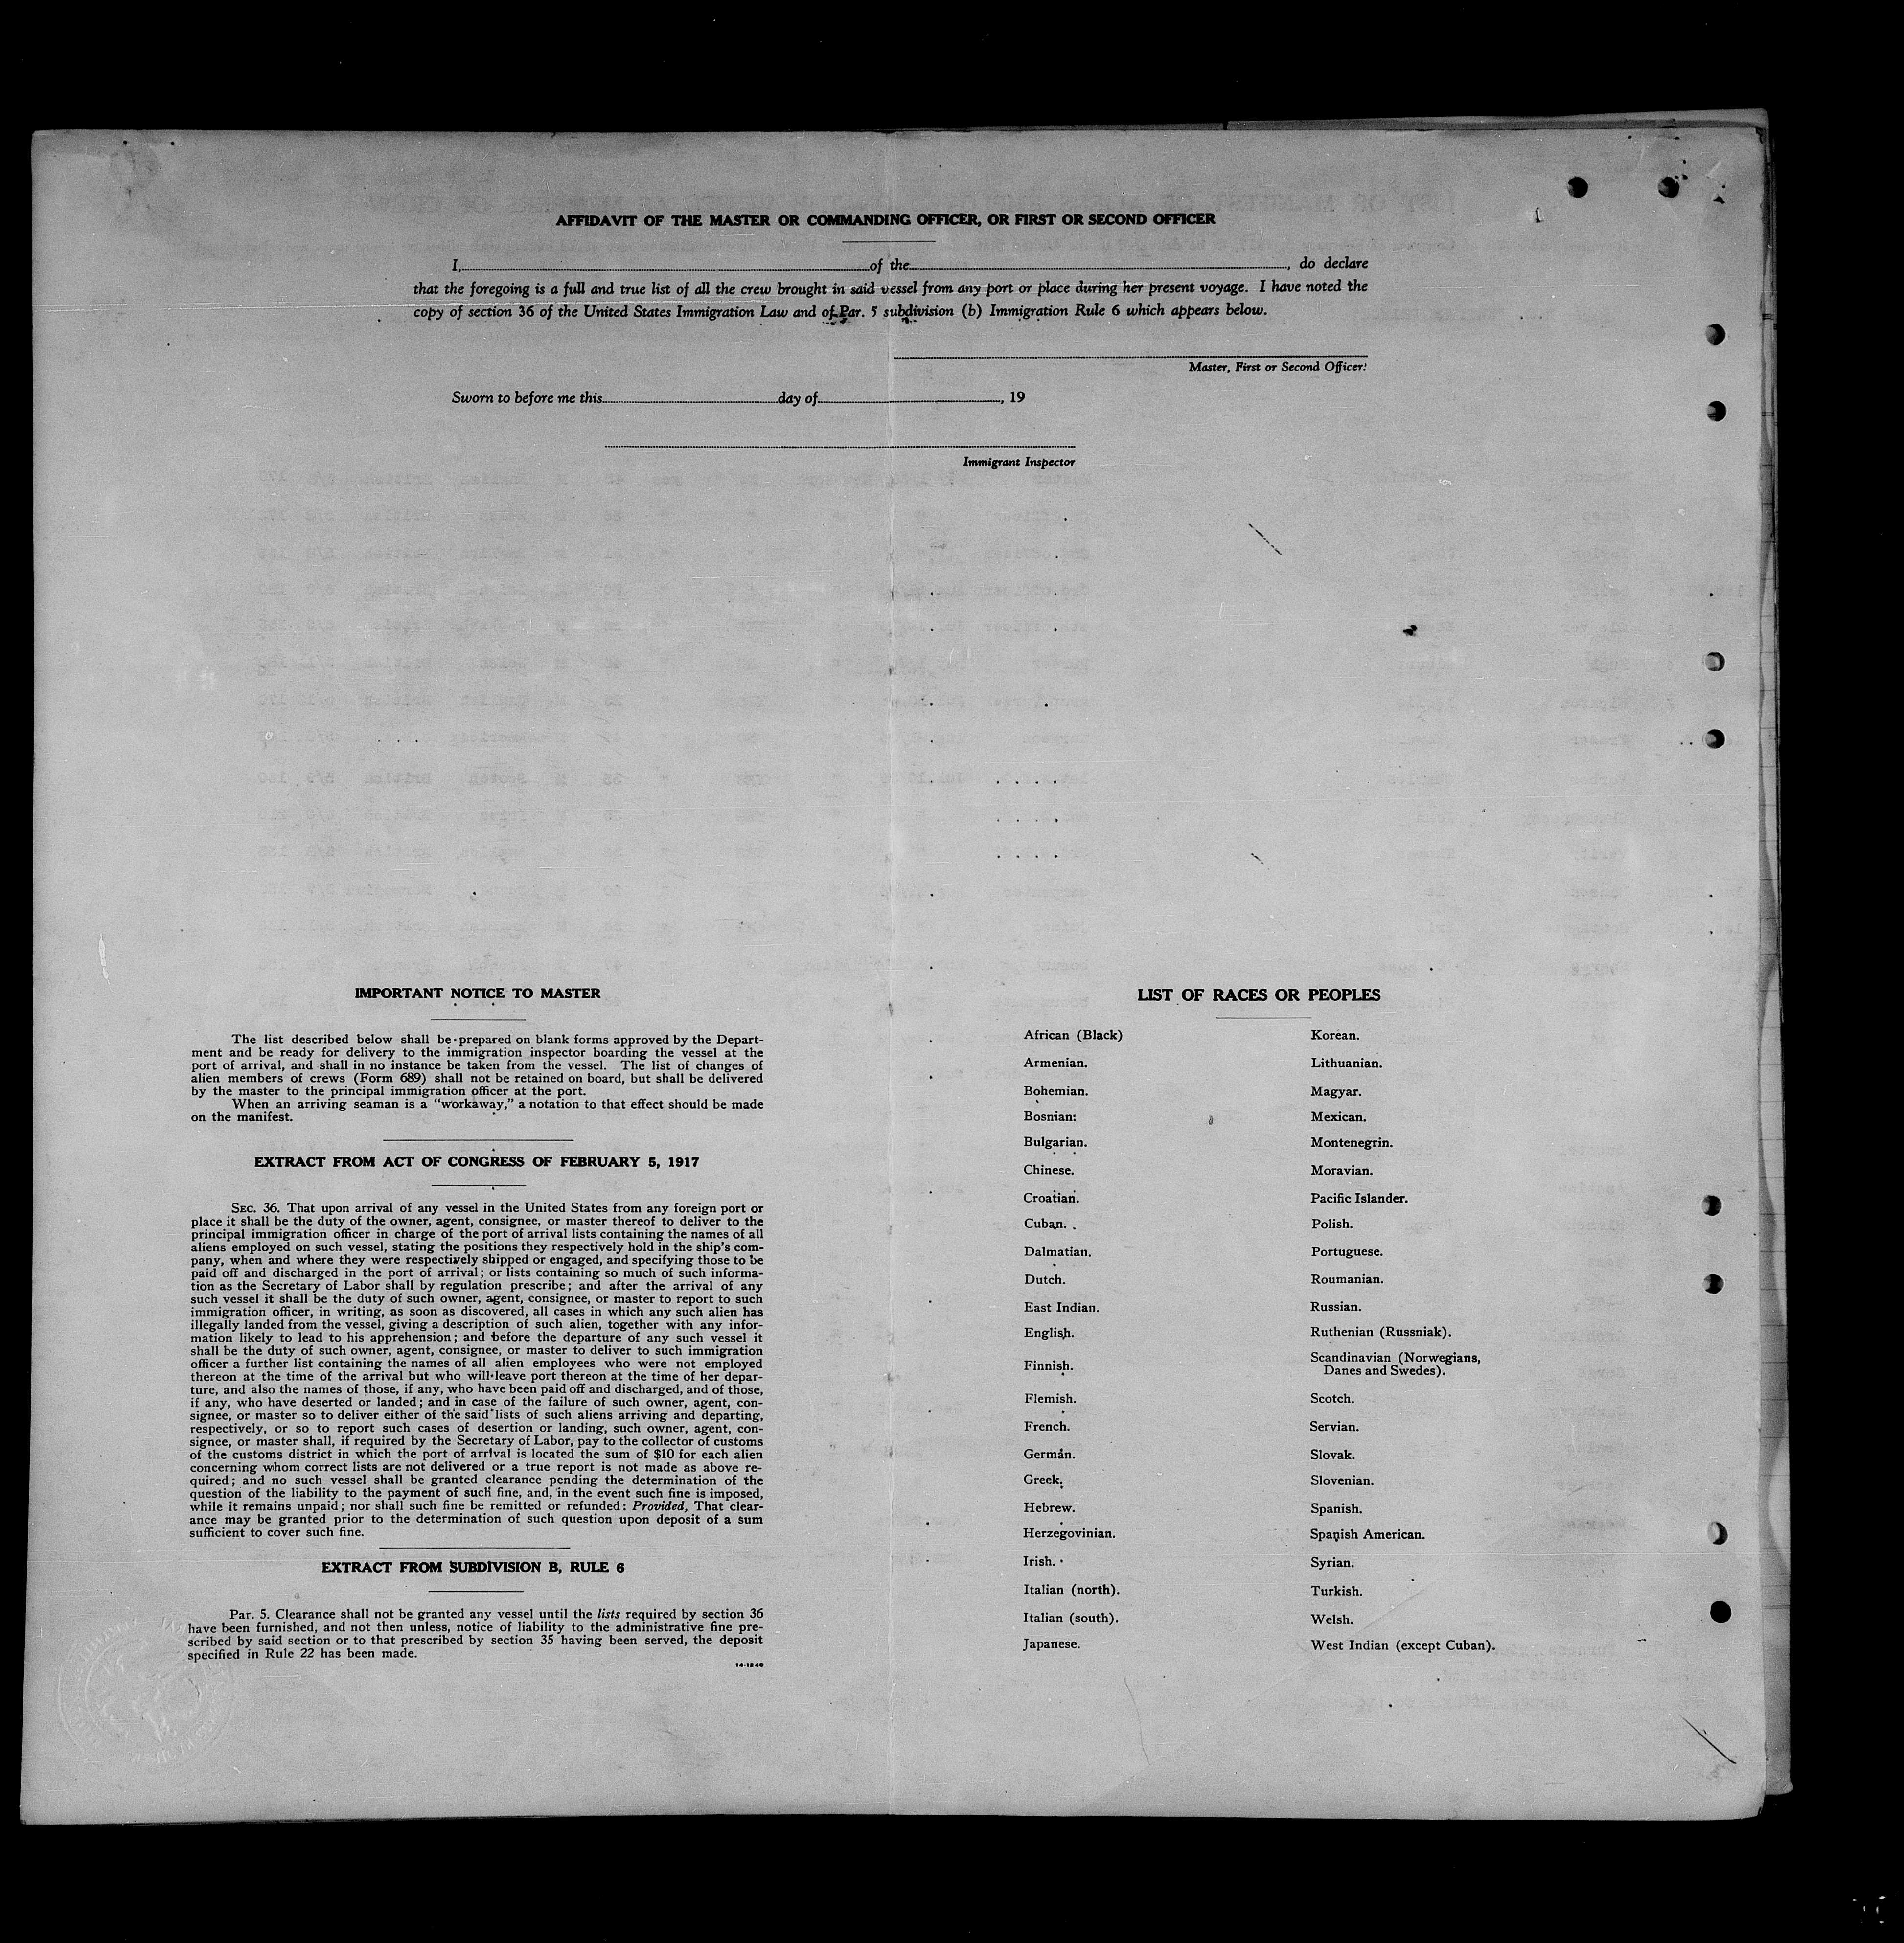 AFFIDAVIT OF THE MASTER OR COMMANDING OFFICER, OR FIRST OR SECOND OFFICER
I, of the , do declare
that the foregoing is a full and true list of all the crew brought in said vessel from any port or place during her present voyage. I have noted the
copy of section 36 of the United States Immigration Law and of Par. 5 subdivision (b) Immigration Rule 6 which appears below.
Master, First or Second Officer.
Sworn to before me this day of , 19
Immigrant Inspector
IMPORTANT NOTICE TO MASTER
The list described below shall be prepared on blank forms approved by the Depart-
ment and be ready for delivery to the immigration inspector boarding the vessel at the
port of arrival, and shall in no instance be taken from the vessel. The list of changes of
alien members of crews (Form 689) shall not be retained on board, but shall be delivered
by the master to the principal immigration officer at the port.
When an arriving seaman is a "workaway," a notation to that effect should be made
on the manifest.
EXTRACT FROM ACT OF CONGRESS OF FEBRUARY 5, 1917
SEC. 36. That upon arrival of any vessel in the United States from any foreign port or
place it shall be the duty of the owner, agent, consignee, or master thereof to deliver to the
principal immigration officer in charge of the port of arrival lists containing the names of all
aliens employed on such vessel, stating the positions they respectively hold in the ship's com-
pany, when and where they were respectively shipped or engaged, and specifying those to be
paid off and discharged in the port of arrival; or lists containing so much of such informa-
tion as the Secretary of Labor shall by regulation prescribe; and after the arrival of any
such vessel it shall be the duty of such owner, agent, consignee, or master to report to such
immigration officer, in writing, as soon as discovered, all cases in which any such alien has
illegally landed from the vessel, giving a description of such alien, together with any infor-
mation likely to lead to his apprehension; and before the departure of any such vessel it
shall be the duty of such owner, agent, consignee, or master to deliver to such immigration
officer a further list containing the names of all alien employees who were not employed
thereon at the time of the arrival but who will leave port thereon at the time of her depar-
ture, and also the names of those, if any, who have been paid off and discharged, and of those,
if any, who have deserted or landed; and in case of the failure of such owner, agent, con-
signee, or master so to deliver either of the said lists of such aliens arriving and departing,
respectively, or so to report such cases of desertion or landing, such owner, agent, con-
signee, or master shall, if required by the Secretary of Labor, pay to the collector of customs
of the customs district in which the port of arrival is located the sum of $10 for each alien
concerning whom correct lists are not delivered or a true report is not made as above re-
quired; and no such vessel shall be granted clearance pending the determination of the
question of the liability to the payment of such fine, and, in the event such fine is imposed,
while it remains unpaid; nor shall such fine be remitted or refunded: Provided, That clear-
ance may be granted prior to the determination of such question upon deposit of a sum
sufficient to cover such fine.
EXTRACT FROM SUBDIVISION B, RULE 6
Par. 5. Clearance shall not be granted any vessel until the lists required by section 36
have been furnished, and not then unless, notice of liability to the administrative fine pre-
scribed by said section or to that prescribed by section 35 having been served, the deposit
specified in Rule 22 has been made.
14-1240
LIST OF RACES OR PEOPLES
African (Black)
Armenian.
Bohemian.
Bosnian.
Bulgarian.
Chinese.
Croatian.
Cuban.
Dalmatian.
Dutch.
East Indian.
English.
Finnish.
Flemish.
French.
German.
Greek.
Hebrew.
Herzegovinian.
Irish.
Italian (north).
Italian (south).
Japanese.
Korean.
Lithuanian.
Magyar.
Mexican.
Montenegrin.
Moravian.
Pacific Islander.
Polish.
Portuguese.
Roumanian.
Russian.
Ruthenian (Russniak).
Scandinavian (Norwegians,
Danes and Swedes).
Scotch.
Servian.
Slovak.
Slovenian.
Spanish.
Spanish American.
Syrian.
Turkish.
Welsh.
West Indian (except Cuban).